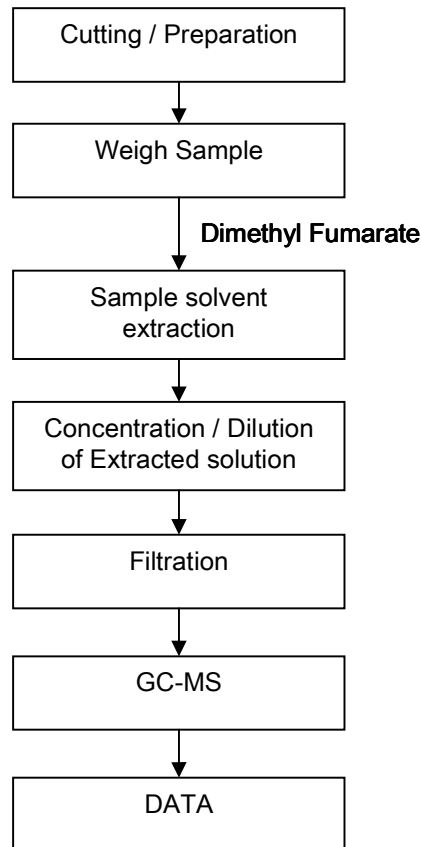 Cutting / Preparation
Weigh Sample
Dimethyl Fumarate
Sample solvent
extraction
Concentration / Dilution
of Extracted solution
Filtration
GC-MS
DATA